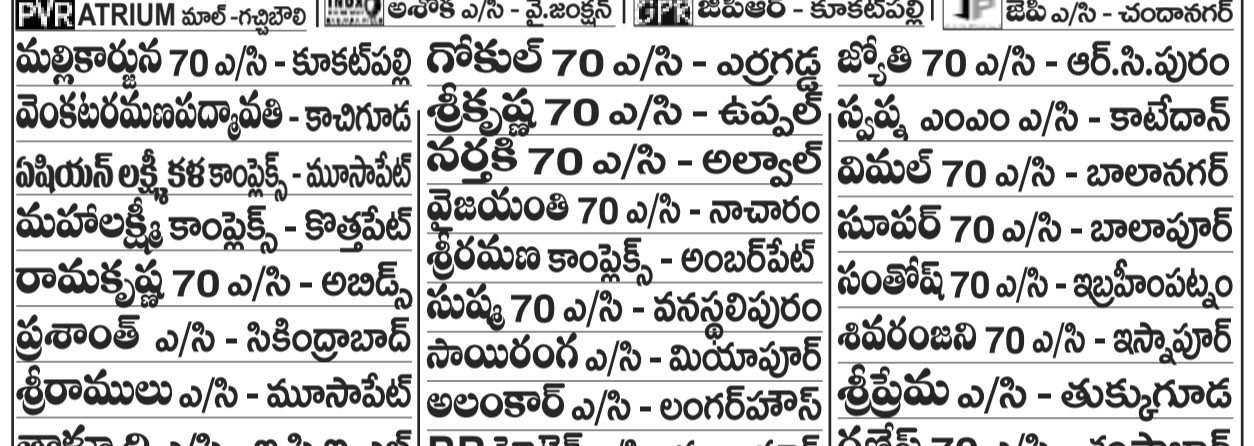 PVR ATRIUM మాల్ -గచ్చిబౌలి
మల్లికార్జున 70 ఎ/సి - కూకట్‌పల్లి
వెంకటరమణపద్మావతి - కాచిగూడ
ఏషియన్ లక్ష్మీకళ కాంప్లెక్స్ - మూసాపేట్
మహాలక్ష్మి కాంప్లెక్స్ - కొత్తపేట్
రామకృష్ణ 70 ఎ/సి - అబిడ్స్
ప్రశాంత్ ఎ/సి - సికింద్రాబాద్
శ్రీరాములు ఎ/సి - మూసాపేట్
INOX అశోక ఎ/సి - వై.జంక్షన్
గోకుల్ 70 ఎ/సి - ఎర్రగడ్డ
శ్రీకృష్ణ 70 ఎ/సి - ఉప్పల్
నర్తకి 70 ఎ/సి - అల్వాల్
వైజయంతి 70 ఎ/సి - నాచారం
శ్రీరమణ కాంప్లెక్స్ - అంబర్‌పేట్
సుష్మ 70 ఎ/సి - వనస్థలిపురం
సాయిరంగ ఎ/సి - మియాపూర్
అలంకార్ ఎ/సి - లంగర్‌హౌస్
GPR జిపిఆర్ - కూకట్‌పల్లి
JP జెపి ఎ/సి - చందానగర్
జ్యోతి 70 ఎ/సి - ఆర్.సి.పురం
స్వప్న ఎంఎం ఎ/సి - కాటేదాన్
విమల్ 70 ఎ/సి - బాలానగర్
సూపర్ 70 ఎ/సి - బాలాపూర్
సంతోష్ 70 ఎ/సి - ఇబ్రహీంపట్నం
శివరంజని 70 ఎ/సి - ఇస్నాపూర్
శ్రీప్రేమ ఎ/సి - తుక్కుగూడ